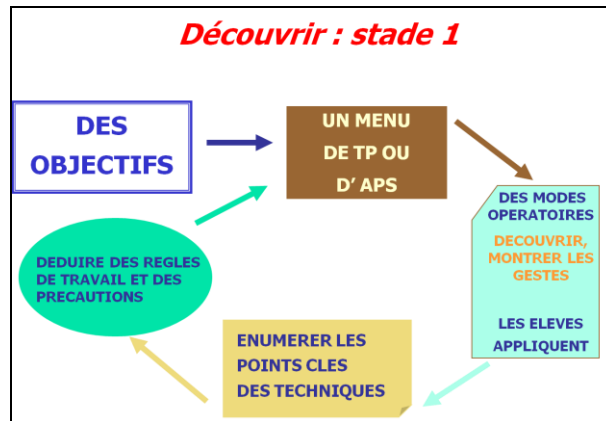 Découvrir : stade 1
DES
OBJECTIFS
UN MENU
DE TP OU
D' APS
DES MODES
OPERATOIRES
DECOUVRIR,
MONTRER LES
GESTES
LES ELEVES
APPLIQUENT
ENUMERER LES
POINTS CLES
DES TECHNIQUES
DEDUIRE DES REGLES
DE TRAVAIL ET DES
PRECAUTIONS